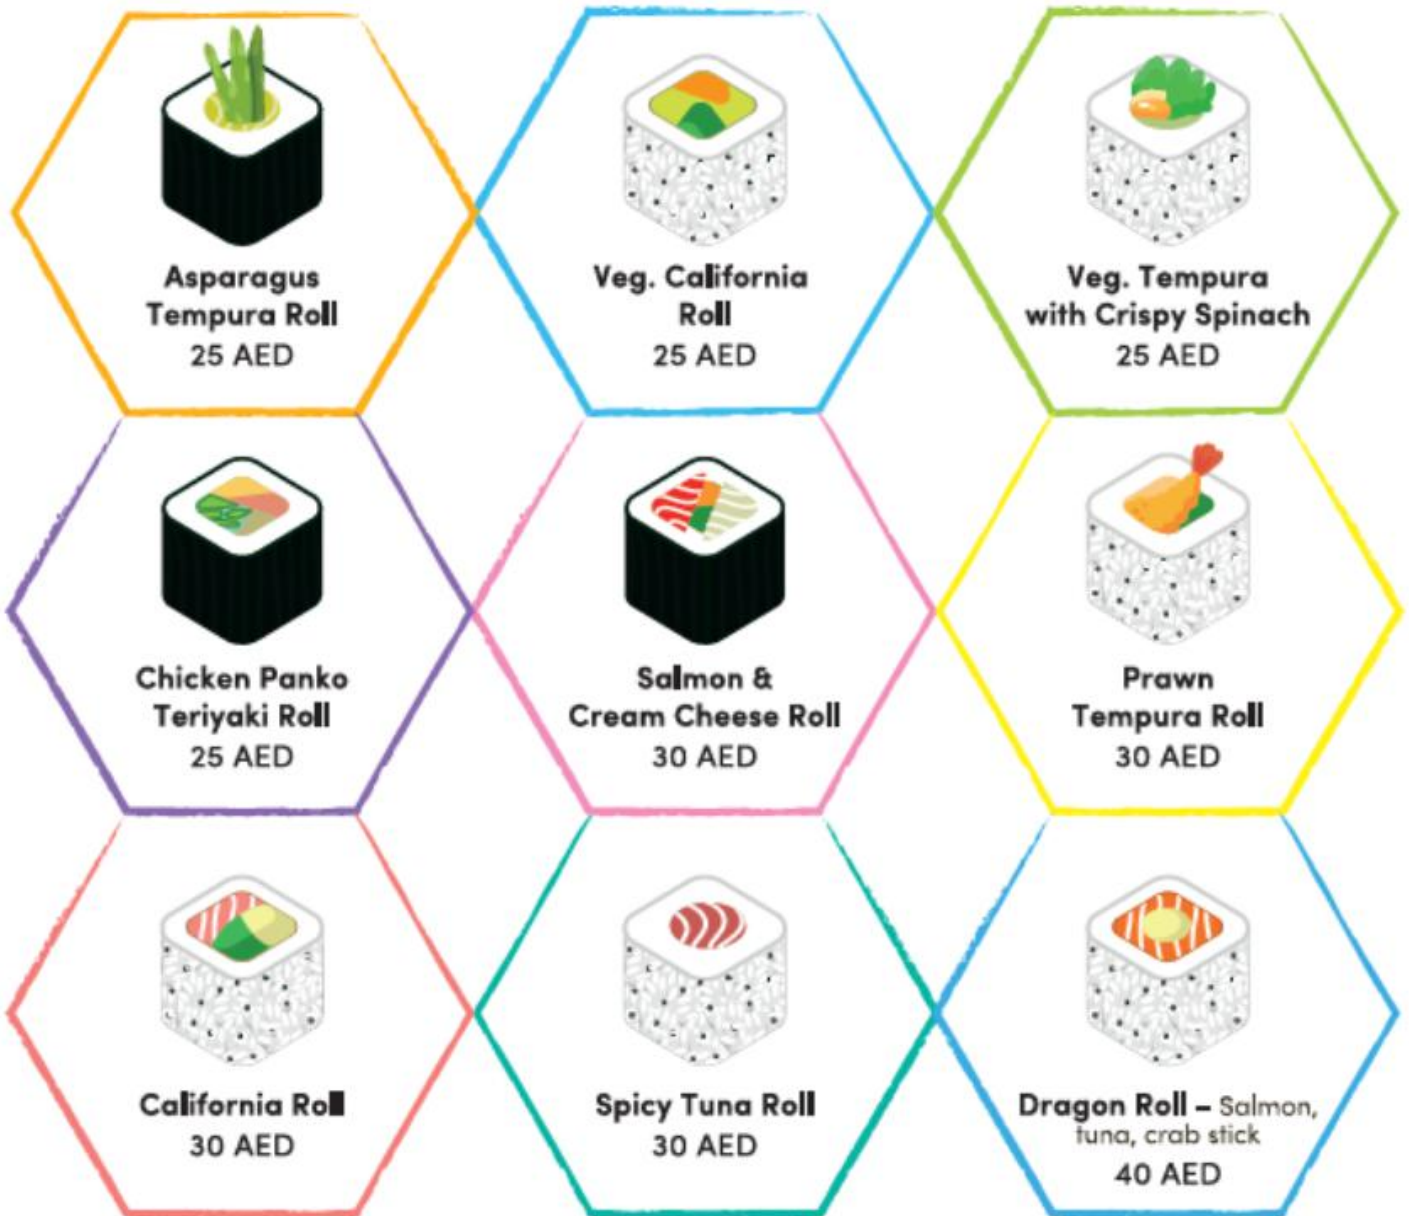 Asparagus
Tempura Roll
25 AED
Veg. California
Roll
25 AED
Veg. Tempura
with Crispy Spinach
25 AED
Chicken Panko
Teriyaki Roll
25 AED
Salmon &
Cream Cheese Roll
30 AED
Prawn
Tempura Roll
30 AED
California Roll
30 AED
Spicy Tuna Roll
30 AED
Dragon Roll – Salmon,
tuna, crab stick
40 AED